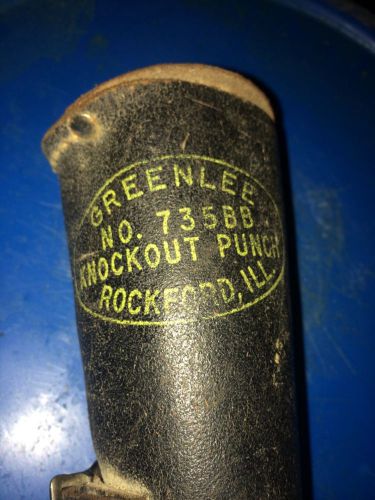 GREENLEE
NO. 735BB
KNOCKOUT PUNCH
ROCKFORD, ILL.